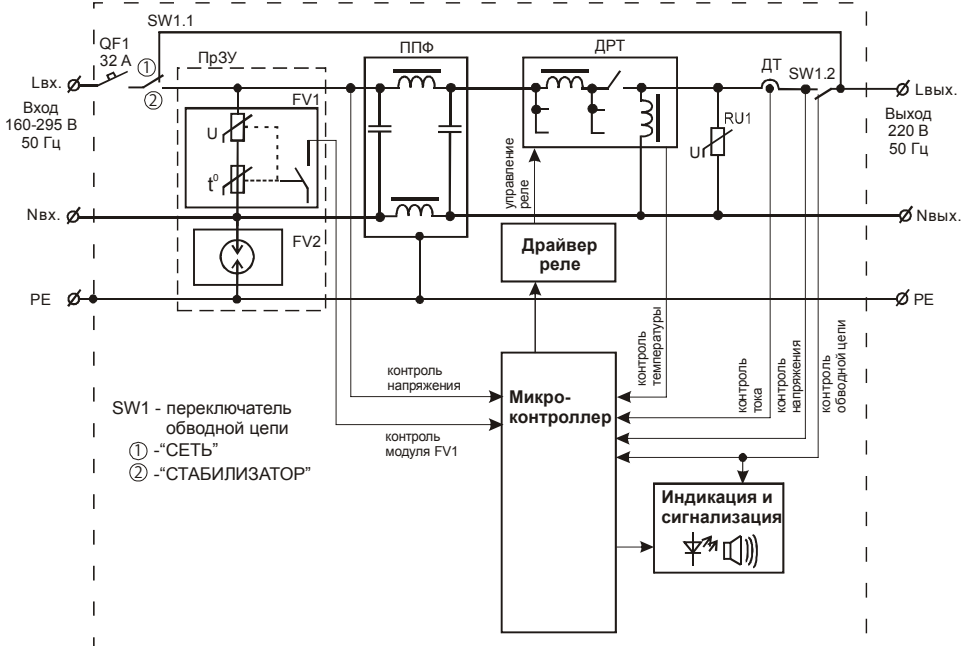 SW1.1
QF1
32 А
①
②
Lвх.
Вход
160-295 В
50 Гц
ПрЗУ
FV1
U
t⁰
FV2
Nвх.
PE
ППФ
ДРТ
управление
реле
RU1
U
ДТ
SW1.2
Lвых.
Выход
220 В
50 Гц
Nвых.
PE
Драйвер
реле
контроль
температуры
контроль
тока
контроль
напряжения
контроль
обводной цепи
контроль
напряжения
контроль
модуля FV1
Микро-
контроллер
SW1 - переключатель
обводной цепи
① -“СЕТЬ”
② -“СТАБИЛИЗАТОР”
Индикация и
сигнализация